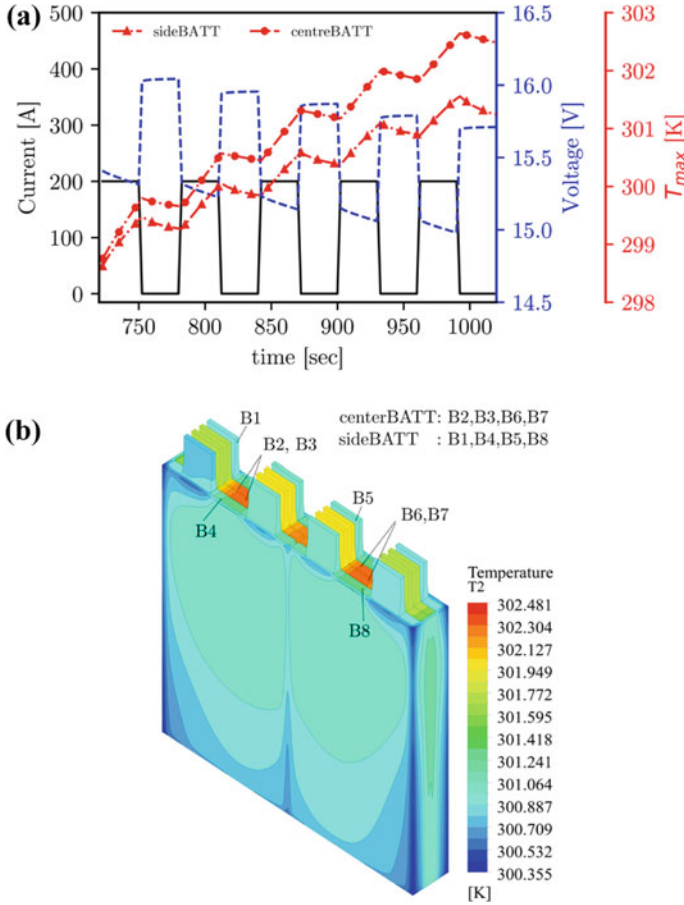 (a)
sideBATT centreBATT
Current [A]
500
400
300
200
100
0
750 800 850 900 950 1000
time [sec]
16.5
16.0
15.5
15.0
14.5
Voltage [V]
303
302
301
300
299
298
T_max [K]
(b)
centerBATT: B2,B3,B6,B7
sideBATT : B1,B4,B5,B8
B1
B2, B3
B5
B6,B7
B4
B8
Temperature
T2
302.481
302.304
302.127
301.949
301.772
301.595
301.418
301.241
301.064
300.887
300.709
300.532
300.355
[K]